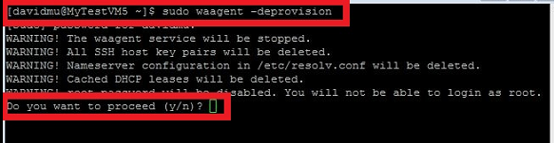 [davidmu@MyTestVM5 ~]$ sudo waagent -deprovision
[sudo] password for davidmu:
WARNING! The waagent service will be stopped.
WARNING! All SSH host key pairs will be deleted.
WARNING! Nameserver configuration in /etc/resolv.conf will be deleted.
WARNING! Cached DHCP leases will be deleted.
WARNING! root password will be disabled. You will not be able to login as root.
Do you want to proceed (y/n)?